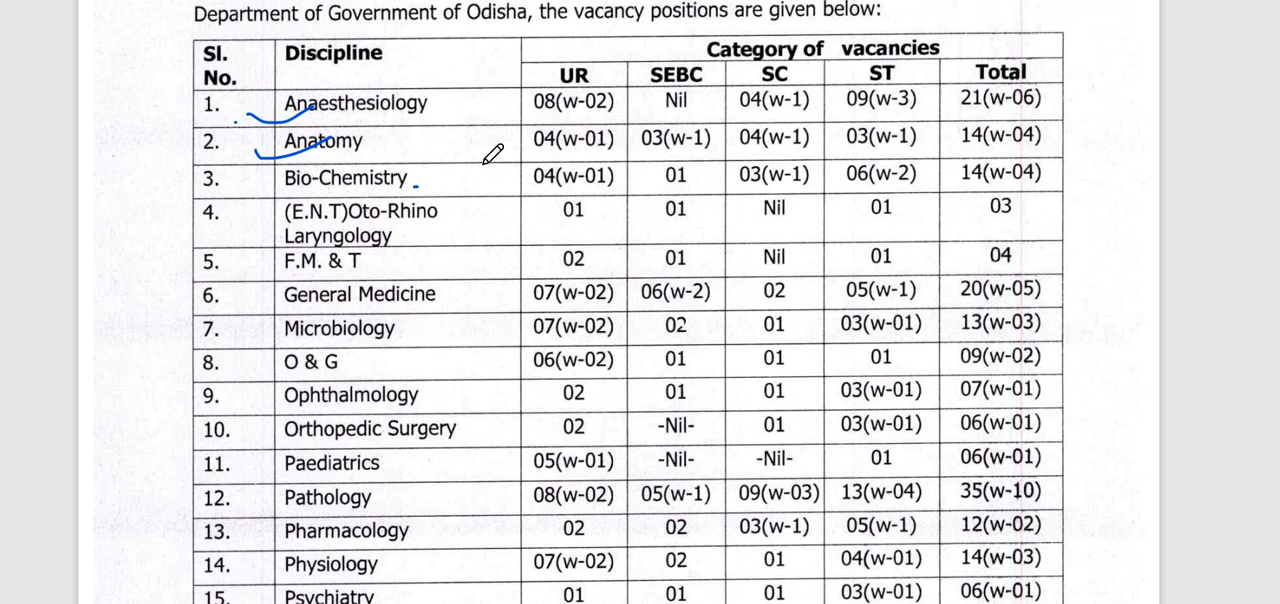 Department of Government of Odisha, the vacancy positions are given below:
Sl. No. Discipline Category of vacancies
UR SEBC SC ST Total
1. Anaesthesiology 08(w-02) Nil 04(w-1) 09(w-3) 21(w-06)
2. Anatomy 04(w-01) 03(w-1) 04(w-1) 03(w-1) 14(w-04)
3. Bio-Chemistry 04(w-01) 01 03(w-1) 06(w-2) 14(w-04)
4. (E.N.T)Oto-Rhino Laryngology 01 01 Nil 01 03
5. F.M. & T 02 01 Nil 01 04
6. General Medicine 07(w-02) 06(w-2) 02 05(w-1) 20(w-05)
7. Microbiology 07(w-02) 02 01 03(w-01) 13(w-03)
8. O & G 06(w-02) 01 01 01 09(w-02)
9. Ophthalmology 02 01 01 03(w-01) 07(w-01)
10. Orthopedic Surgery 02 -Nil- 01 03(w-01) 06(w-01)
11. Paediatrics 05(w-01) -Nil- -Nil- 01 06(w-01)
12. Pathology 08(w-02) 05(w-1) 09(w-03) 13(w-04) 35(w-10)
13. Pharmacology 02 02 03(w-1) 05(w-1) 12(w-02)
14. Physiology 07(w-02) 02 01 04(w-01) 14(w-03)
15. Psychiatry 01 01 01 03(w-01) 06(w-01)